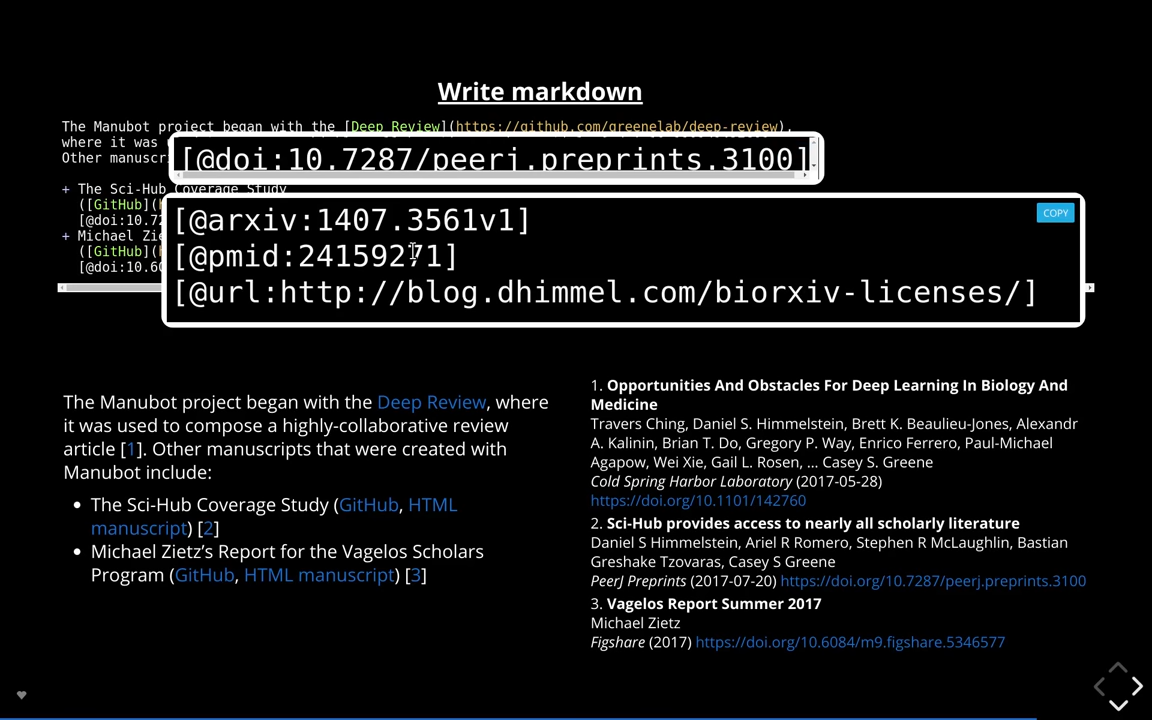 Write markdown
The Manubot project began with the [Deep Review](https://github.com/greenelab/deep-review),
where it was
Other manuscr
[@doi:10.7287/peerj.preprints.3100]
+ The Sci-Hub Coverage Study
([GitHub](h
[@doi:10.72
+ Michael Zie
([GitHub](h
[@doi:10.60
[@arxiv:1407.3561v1]
[@pmid:24159271]
[@url:http://blog.dhimmel.com/biorxiv-licenses/]
COPY
The Manubot project began with the Deep Review, where
it was used to compose a highly-collaborative review
article [1]. Other manuscripts that were created with
Manubot include:
• The Sci-Hub Coverage Study (GitHub, HTML
manuscript) [2]
• Michael Zietz’s Report for the Vagelos Scholars
Program (GitHub, HTML manuscript) [3]
1. Opportunities And Obstacles For Deep Learning In Biology And
Medicine
Travers Ching, Daniel S. Himmelstein, Brett K. Beaulieu-Jones, Alexandr
A. Kalinin, Brian T. Do, Gregory P. Way, Enrico Ferrero, Paul-Michael
Agapow, Wei Xie, Gail L. Rosen, ... Casey S. Greene
Cold Spring Harbor Laboratory (2017-05-28)
https://doi.org/10.1101/142760
2. Sci-Hub provides access to nearly all scholarly literature
Daniel S Himmelstein, Ariel R Romero, Stephen R McLaughlin, Bastian
Greshake Tzovaras, Casey S Greene
PeerJ Preprints (2017-07-20) https://doi.org/10.7287/peerj.preprints.3100
3. Vagelos Report Summer 2017
Michael Zietz
Figshare (2017) https://doi.org/10.6084/m9.figshare.5346577